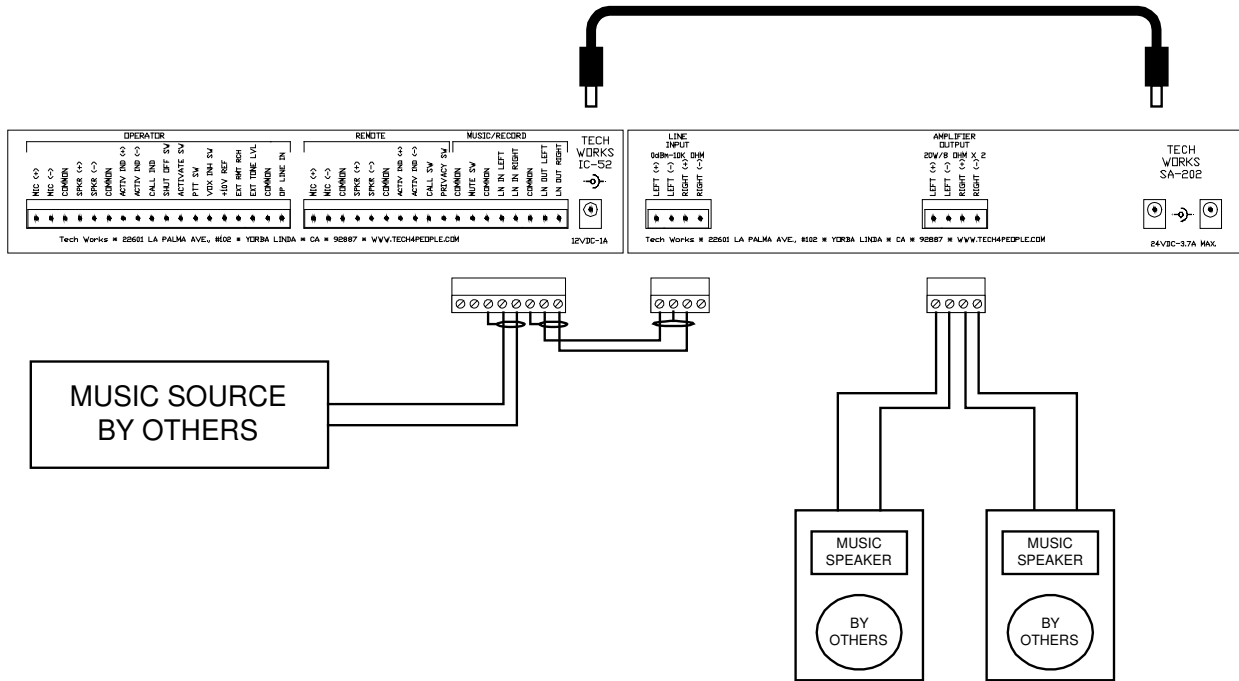 OPERATOR
MIC (+)
MIC (-)
COMMON
SPKR (+)
SPKR (-)
COMMON
ACTIV IND (+)
ACTIV IND (-)
CALL IND
SHUT OFF SW
ACTIVATE SW
PTT SW
VOX INH SW
+10V REF
EXT RMT RCH
EXT TONE LVL
COMMON
OP LINE IN
REMOTE
MIC (+)
MIC (-)
COMMON
SPKR (+)
SPKR (-)
COMMON
ACTIV IND (+)
ACTIV IND (-)
CALL SW
PRIVACY SW
MUSIC/RECORD
COMMON
MUTE SW
COMMON
LN IN LEFT
LN IN RIGHT
COMMON
LN OUT LEFT
LN OUT RIGHT
TECH
WORKS
IC-52
12VDC-1A
Tech Works * 22601 LA PALMA AVE., #102 * YORBA LINDA * CA * 92887 * WWW.TECH4PEOPLE.COM
LINE
INPUT
0dBm-10K OHM
LEFT (+)
LEFT (-)
RIGHT (+)
RIGHT (-)
AMPLIFIER
OUTPUT
20W/8 OHM X 2
LEFT (+)
LEFT (-)
RIGHT (+)
RIGHT (-)
TECH
WORKS
SA-202
24VDC-3.7A MAX.
Tech Works * 22601 LA PALMA AVE., #102 * YORBA LINDA * CA * 92887 * WWW.TECH4PEOPLE.COM
MUSIC SOURCE
BY OTHERS
MUSIC
SPEAKER
BY
OTHERS
MUSIC
SPEAKER
BY
OTHERS